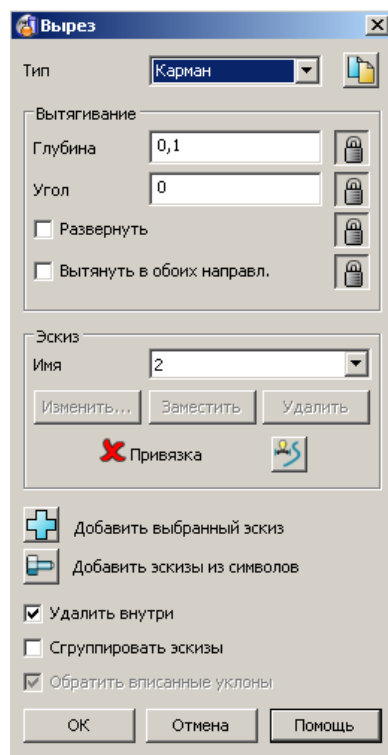 Вырез
Тип Карман
Вытягивание
Глубина 0,1
Угол 0
Развернуть
Вытянуть в обоих направл.
Эскиз
Имя 2
Изменить... Заместить Удалить
Привязка
Добавить выбранный эскиз
Добавить эскизы из символов
Удалить внутри
Сгруппировать эскизы
Обратить вписанные уклоны
OK Отмена Помощь